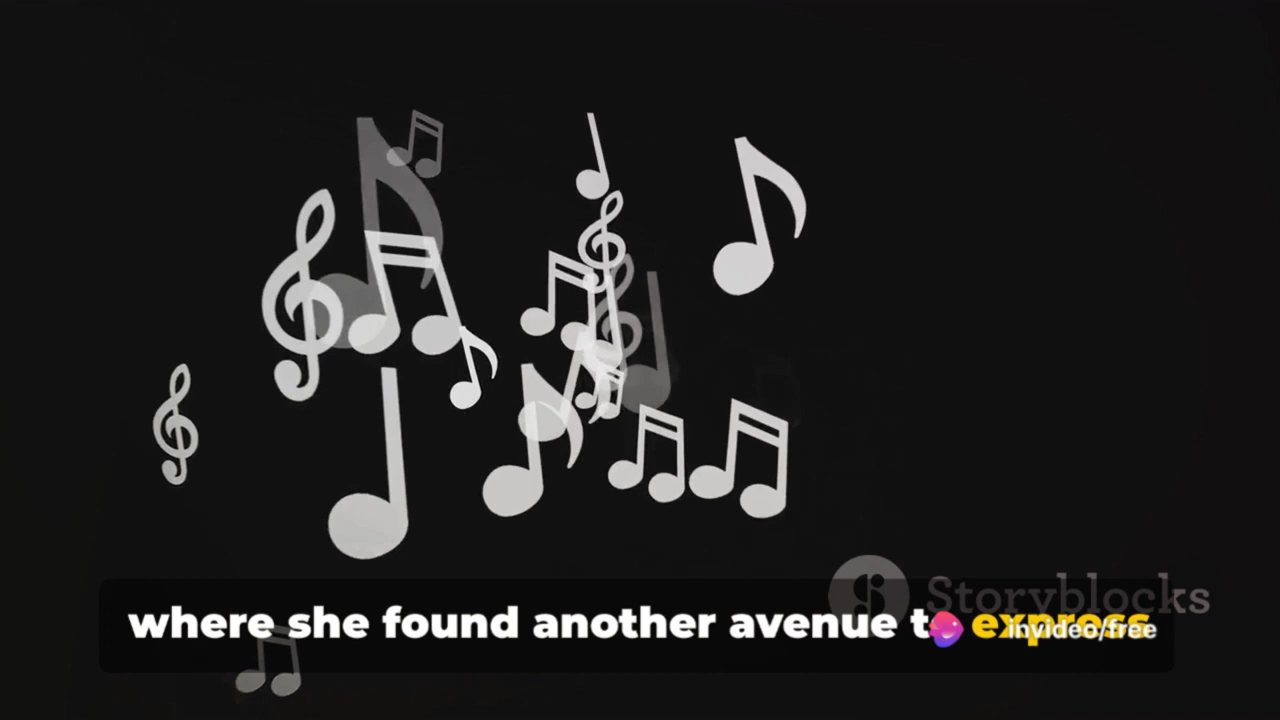 Storyblocks
where she found another avenue to express
invideo/free